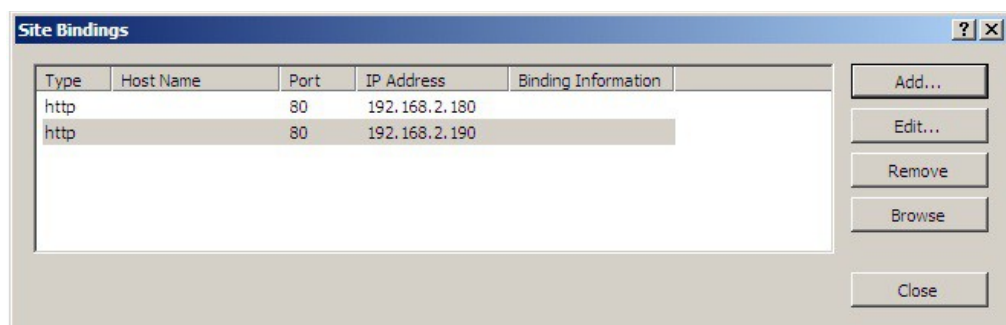 Site Bindings
Type Host Name Port IP Address Binding Information
http 80 192.168.2.180
http 80 192.168.2.190
Add...
Edit...
Remove
Browse
Close